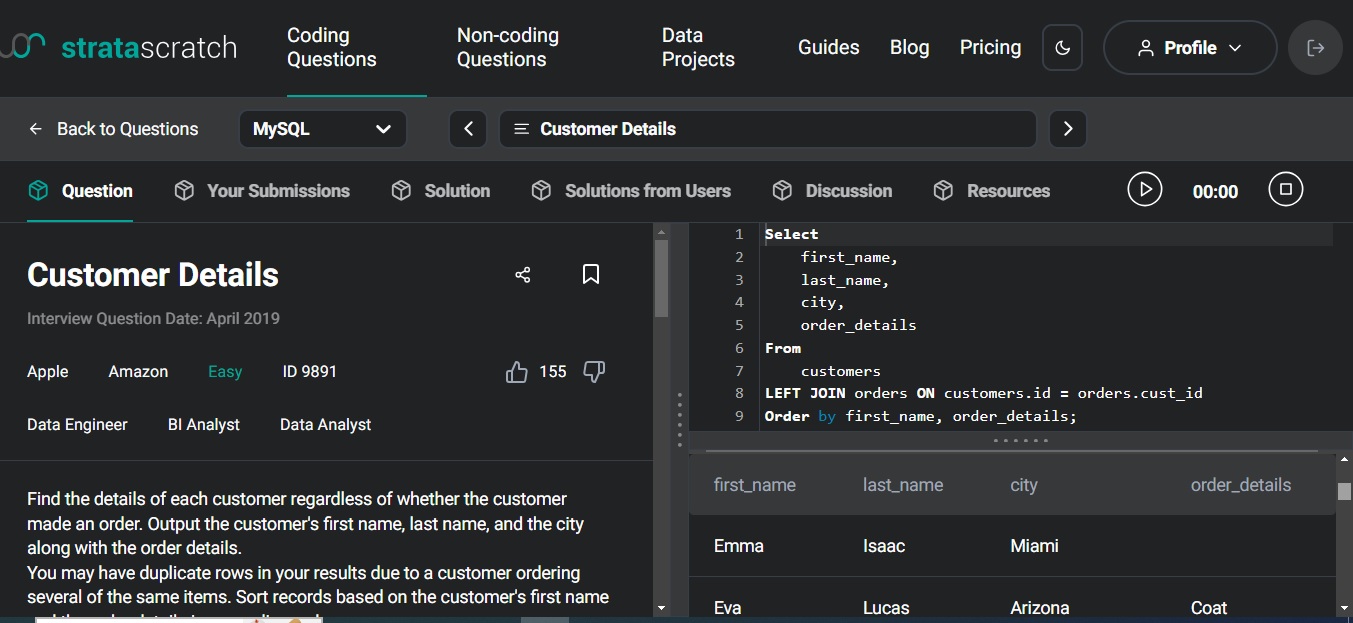 stratascratch
Coding
Questions
Non-coding
Questions
Data
Projects
Guides
Blog
Pricing
Profile
Back to Questions
MySQL
Customer Details
Question
Your Submissions
Solution
Solutions from Users
Discussion
Resources
00:00
Customer Details
Interview Question Date: April 2019
Apple
Amazon
Easy
ID 9891
155
Data Engineer
BI Analyst
Data Analyst
Find the details of each customer regardless of whether the customer
made an order. Output the customer's first name, last name, and the city
along with the order details.
You may have duplicate rows in your results due to a customer ordering
several of the same items. Sort records based on the customer's first name
1 Select
2 first_name,
3 last_name,
4 city,
5 order_details
6 From
7 customers
8 LEFT JOIN orders ON customers.id = orders.cust_id
9 Order by first_name, order_details;
first_name last_name city order_details
Emma Isaac Miami
Eva Lucas Arizona Coat